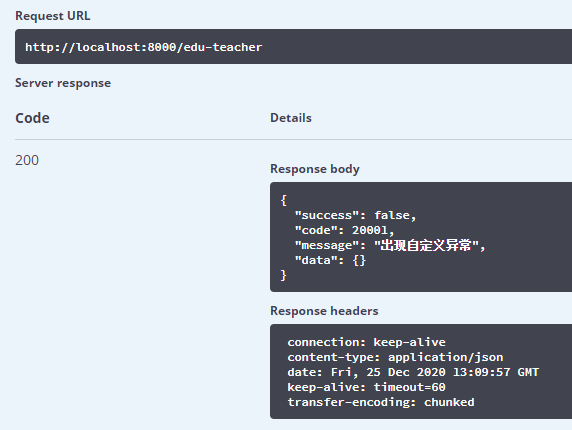 Request URL
http://localhost:8000/edu-teacher
Server response
Code Details
200
Response body
{
"success": false,
"code": 20001,
"message": "出现自定义异常",
"data": {}
}
Response headers
connection: keep-alive
content-type: application/json
date: Fri, 25 Dec 2020 13:09:57 GMT
keep-alive: timeout=60
transfer-encoding: chunked